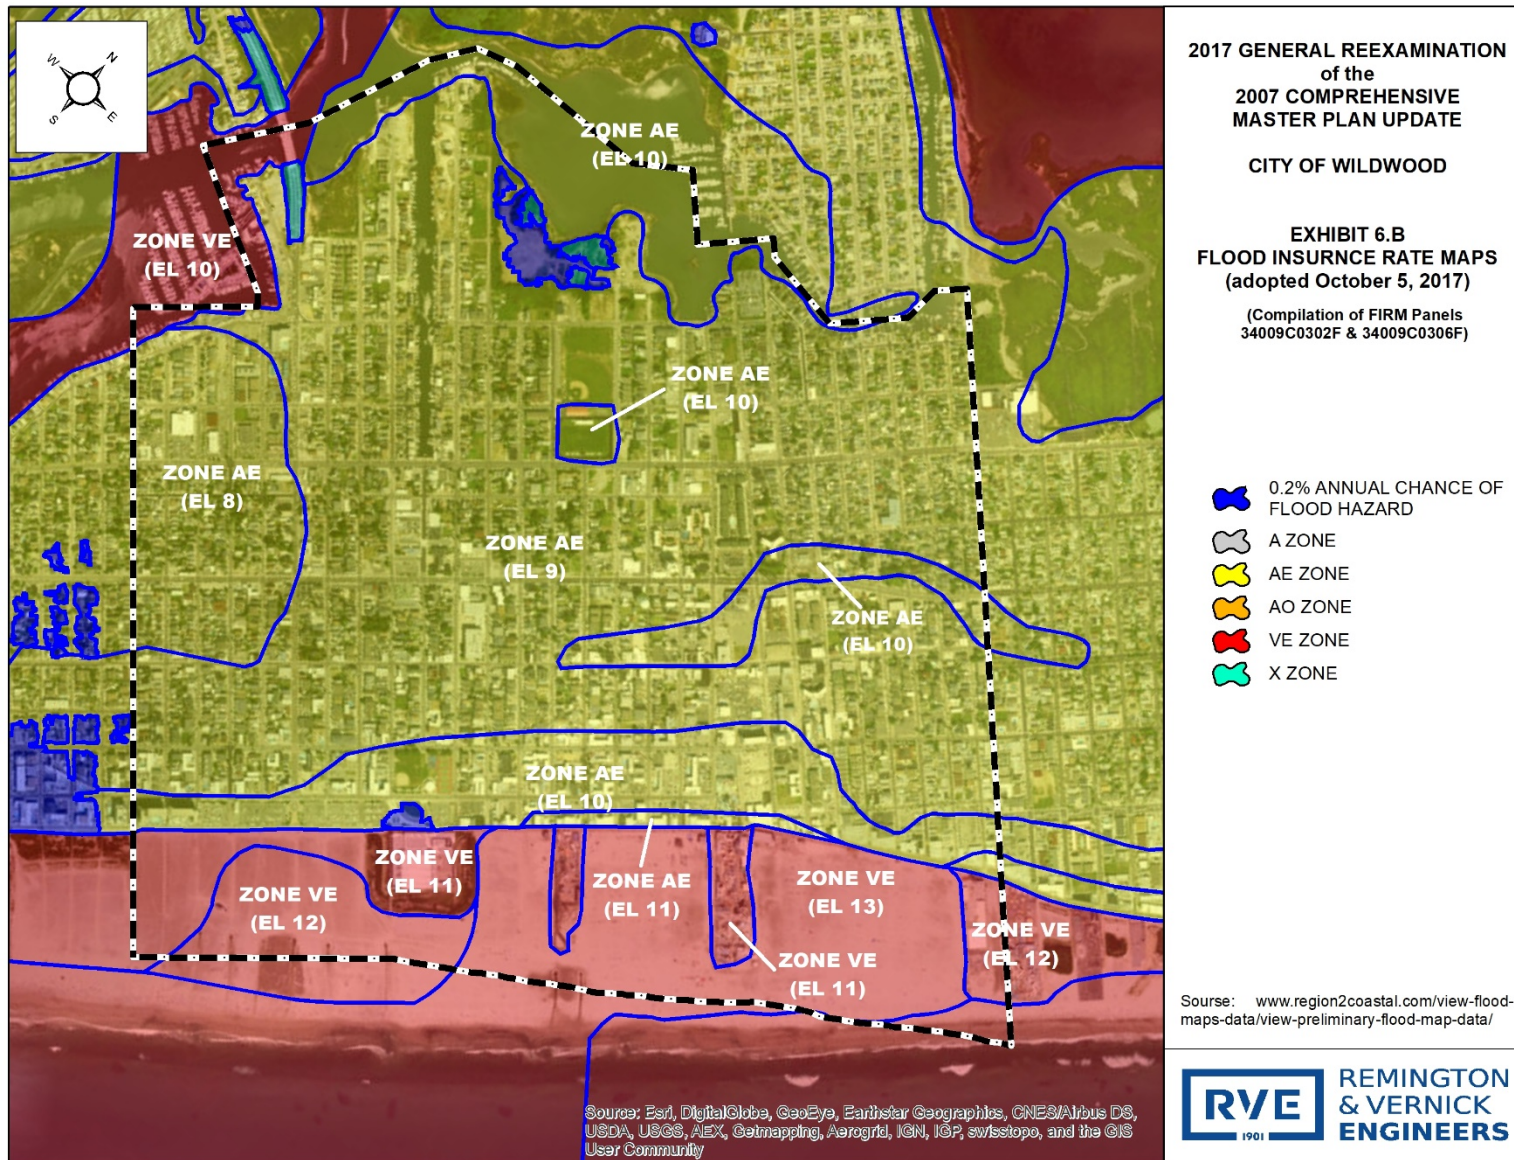 W
N
S
E
ZONE AE
(EL 10)
ZONE VE
(EL 10)
ZONE AE
(EL 10)
ZONE AE
(EL 8)
ZONE AE
(EL 9)
ZONE AE
(EL 10)
ZONE AE
(EL 10)
ZONE VE
(EL 11)
ZONE VE
(EL 12)
ZONE AE
(EL 11)
ZONE VE
(EL 13)
ZONE VE
(EL 12)
ZONE VE
(EL 11)
Source: Esri, DigitalGlobe, GeoEye, Earthstar Geographics, CNES/Airbus DS,
USDA, USGS, AEX, Getmapping, Aerogrid, IGN, IGP, swisstopo, and the GIS
User Community
2017 GENERAL REEXAMINATION
of the
2007 COMPREHENSIVE
MASTER PLAN UPDATE
CITY OF WILDWOOD
EXHIBIT 6.B
FLOOD INSURNCE RATE MAPS
(adopted October 5, 2017)
(Compilation of FIRM Panels
34009C0302F & 34009C0306F)
0.2% ANNUAL CHANCE OF
FLOOD HAZARD
A ZONE
AE ZONE
AO ZONE
VE ZONE
X ZONE
Sourse: www.region2coastal.com/view-flood-
maps-data/view-preliminary-flood-map-data/
RVE
1901
REMINGTON
& VERNICK
ENGINEERS